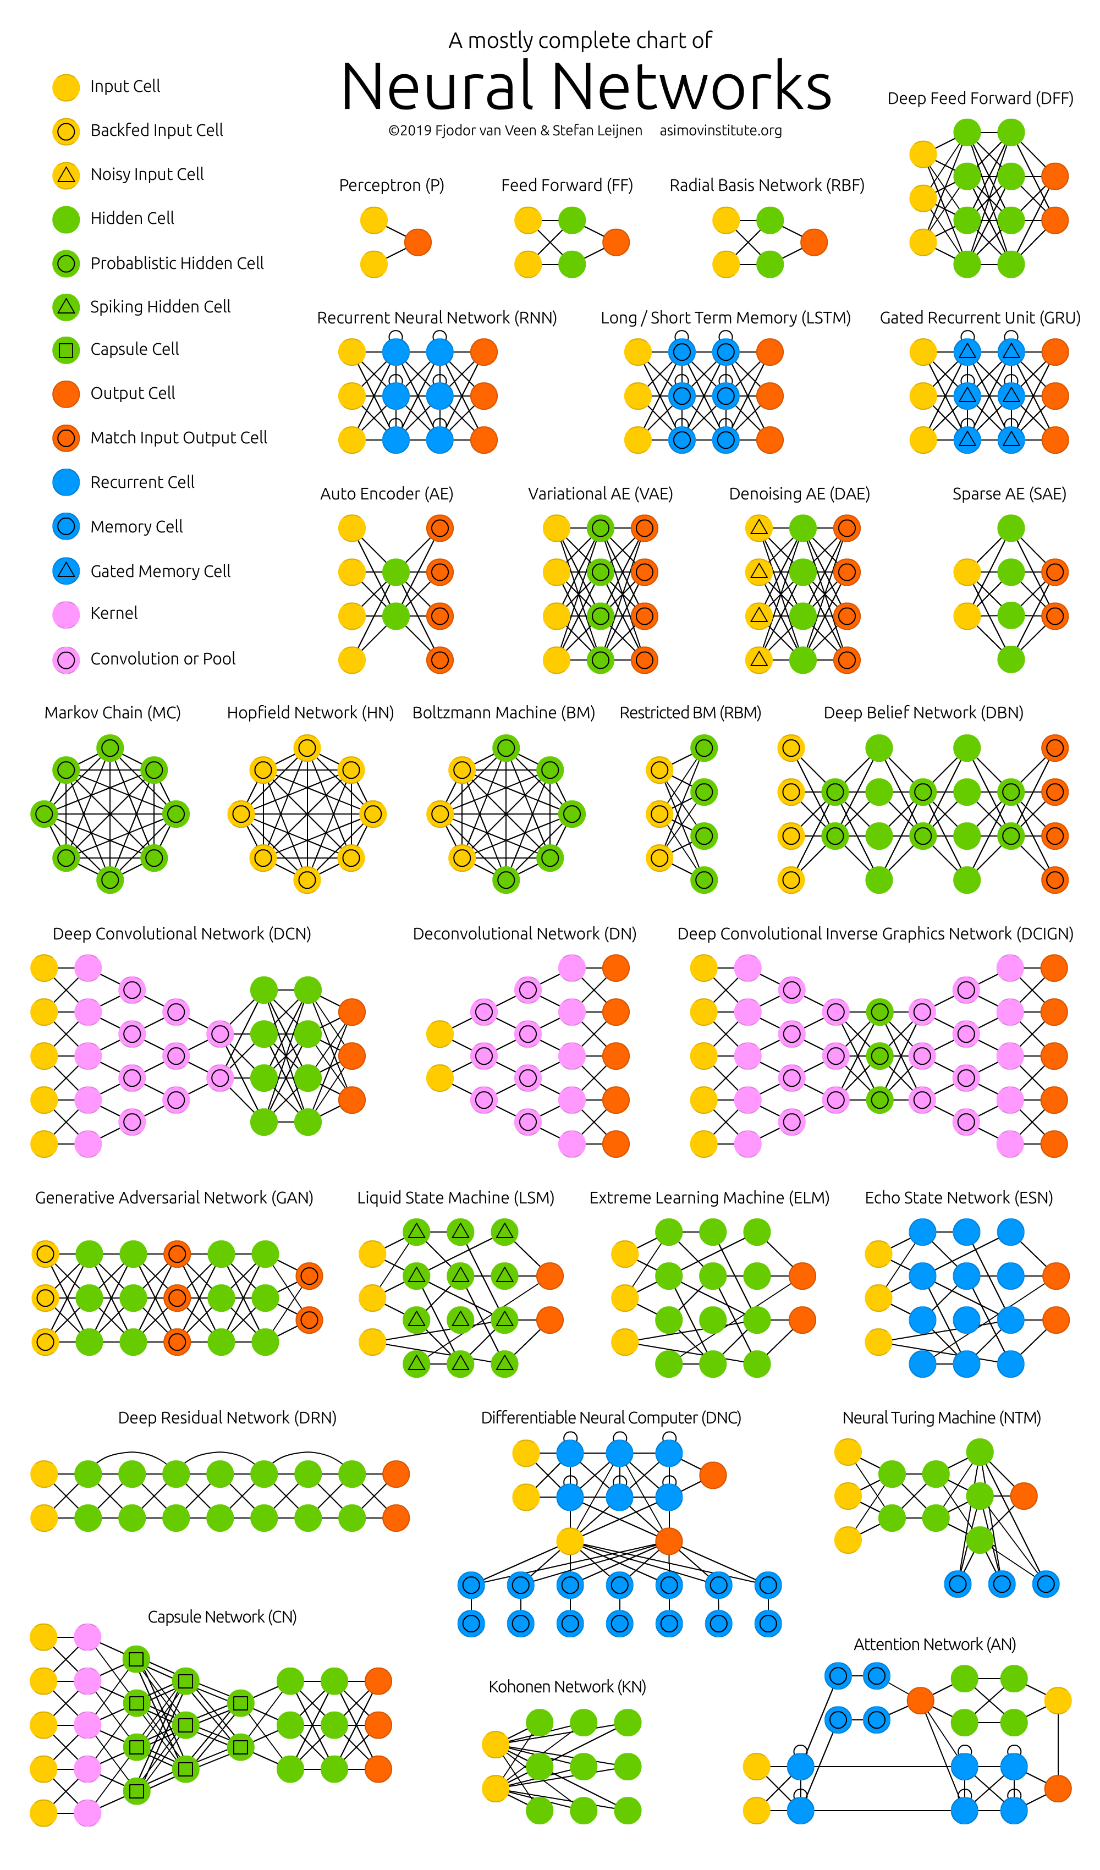 A mostly complete chart of
Neural Networks
©2019 Fjodor van Veen & Stefan Leijnen asimovinstitute.org
Input Cell
Backfed Input Cell
Noisy Input Cell
Hidden Cell
Probablistic Hidden Cell
Spiking Hidden Cell
Capsule Cell
Output Cell
Match Input Output Cell
Recurrent Cell
Memory Cell
Gated Memory Cell
Kernel
Convolution or Pool
Deep Feed Forward (DFF)
Perceptron (P)
Feed Forward (FF)
Radial Basis Network (RBF)
Recurrent Neural Network (RNN)
Long / Short Term Memory (LSTM)
Gated Recurrent Unit (GRU)
Auto Encoder (AE)
Variational AE (VAE)
Denoising AE (DAE)
Sparse AE (SAE)
Markov Chain (MC)
Hopfield Network (HN)
Boltzmann Machine (BM)
Restricted BM (RBM)
Deep Belief Network (DBN)
Deep Convolutional Network (DCN)
Deconvolutional Network (DN)
Deep Convolutional Inverse Graphics Network (DCIGN)
Generative Adversarial Network (GAN)
Liquid State Machine (LSM)
Extreme Learning Machine (ELM)
Echo State Network (ESN)
Deep Residual Network (DRN)
Differentiable Neural Computer (DNC)
Neural Turing Machine (NTM)
Capsule Network (CN)
Kohonen Network (KN)
Attention Network (AN)